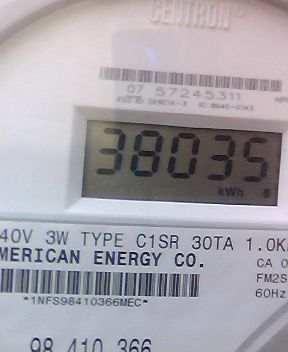 CENTRON®
07 57245311
38035
kWh
40V 3W TYPE C1SR 30TA 1.0K
MERICAN ENERGY CO.
CA 0
FM2S
60Hz
*1NFS98410366MEC*
98 410 366